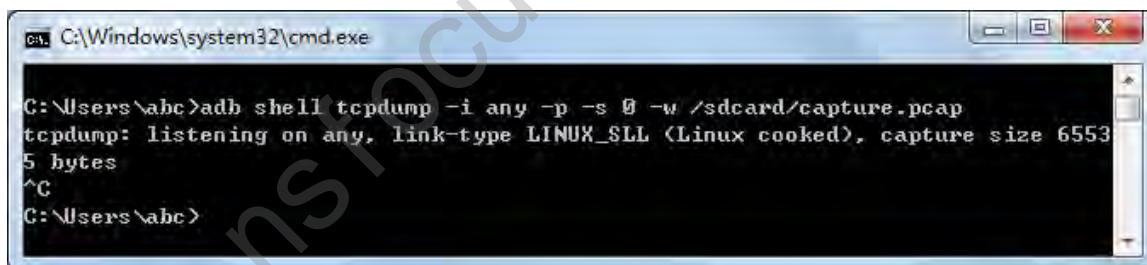 C:\Windows\system32\cmd.exe
C:\Users\abc>adb shell tcpdump -i any -p -s 0 -w /sdcard/capture.pcap
tcpdump: listening on any, link-type LINUX_SLL (Linux cooked), capture size 6553
5 bytes
^C
C:\Users\abc>